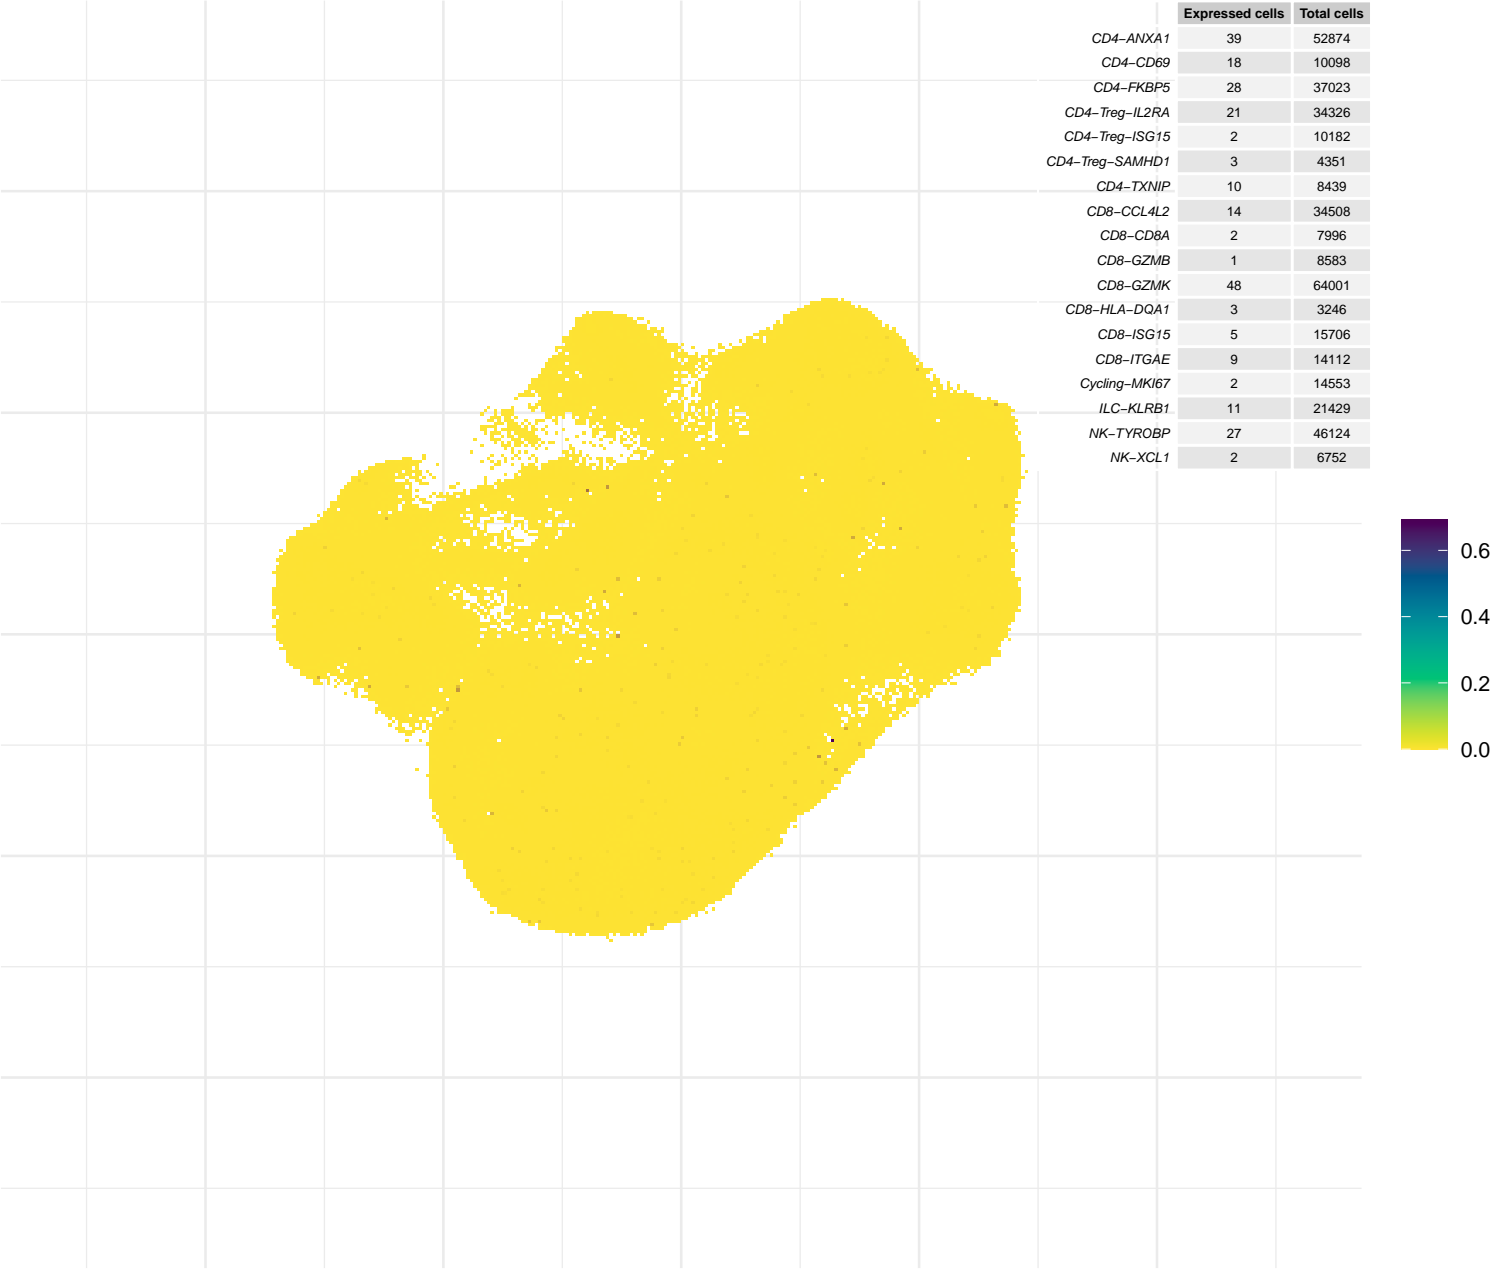 Expressed cells Total cells
CD4−ANXA1 39 52874
CD4−CD69 18 10098
CD4−FKBP5 28 37023
CD4−Treg−IL2RA 21 34326
CD4−Treg−ISG15 2 10182
CD4−Treg−SAMHD1 3 4351
CD4−TXNIP 10 8439
CD8−CCL4L2 14 34508
CD8−CD8A 2 7996
CD8−GZMB 1 8583
CD8−GZMK 48 64001
CD8−HLA−DQA1 3 3246
CD8−ISG15 5 15706
CD8−ITGAE 9 14112
Cycling−MKI67 2 14553
ILC−KLRB1 11 21429
NK−TYROBP 27 46124
NK−XCL1 2 6752
0.6
0.4
0.2
0.0